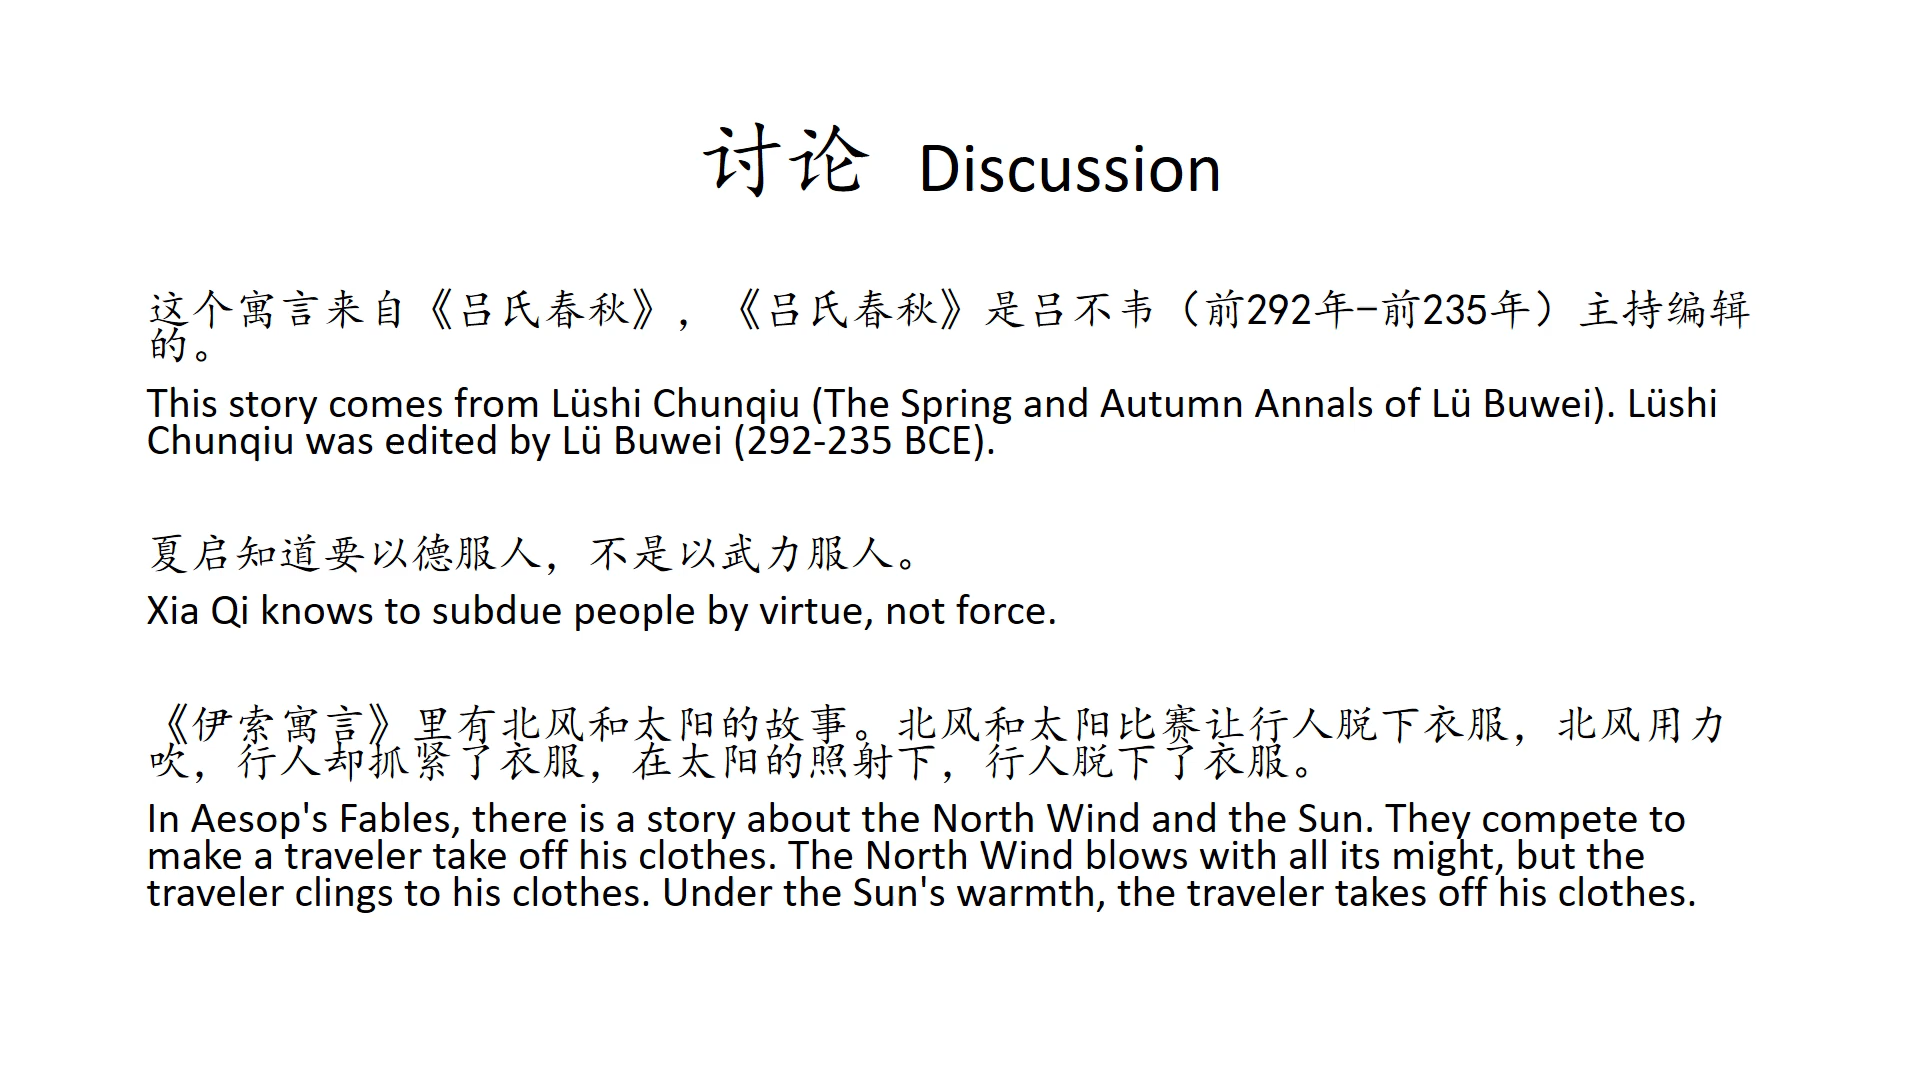 讨论 Discussion
这个寓言来自《吕氏春秋》，《吕氏春秋》是吕不韦（前292年–前235年）主持编辑
的。
This story comes from Lüshi Chunqiu (The Spring and Autumn Annals of Lü Buwei). Lüshi
Chunqiu was edited by Lü Buwei (292-235 BCE).
夏启知道要以德服人，不是以武力服人。
Xia Qi knows to subdue people by virtue, not force.
《伊索寓言》里有北风和太阳的故事。北风和太阳比赛让行人脱下衣服，北风用力
吹，行人却抓紧了衣服，在太阳的照射下，行人脱下了衣服。
In Aesop's Fables, there is a story about the North Wind and the Sun. They compete to
make a traveler take off his clothes. The North Wind blows with all its might, but the
traveler clings to his clothes. Under the Sun's warmth, the traveler takes off his clothes.